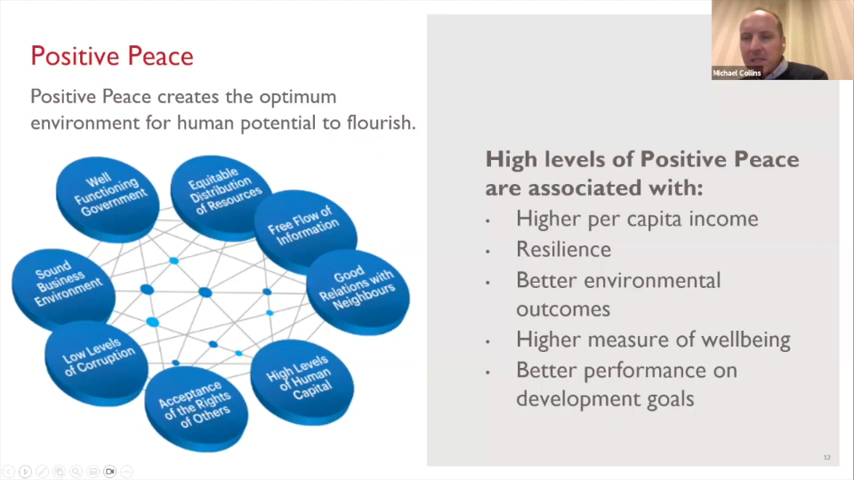 Positive Peace
Positive Peace creates the optimum
environment for human potential to flourish.
Well
Functioning
Government
Equitable
Distribution
of Resources
Free Flow of
Information
Good
Relations with
Neighbours
High Levels
of Human
Capital
Acceptance
of the Rights
of Others
Low Levels
of Corruption
Sound
Business
Environment
Michael Collins
High levels of Positive Peace
are associated with:
• Higher per capita income
• Resilience
• Better environmental
outcomes
• Higher measure of wellbeing
• Better performance on
development goals
12